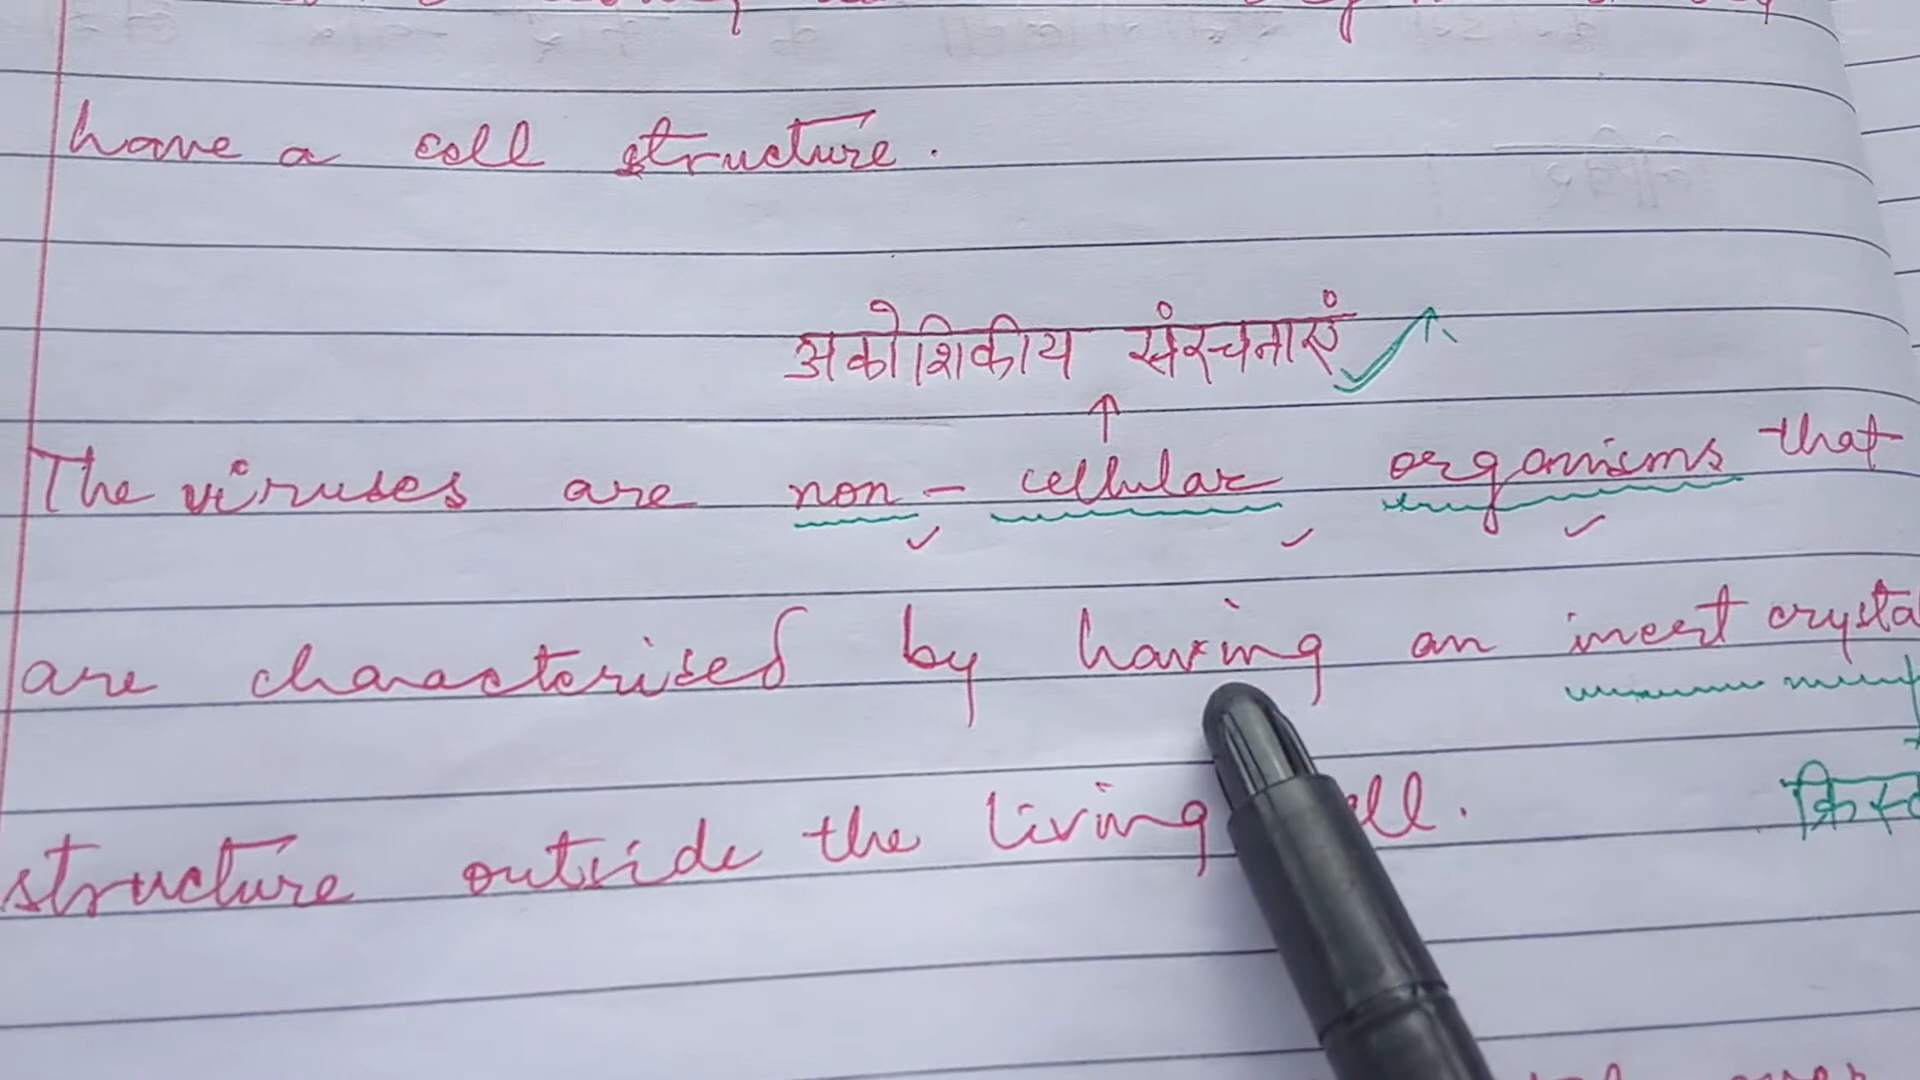 have a cell structure.
अकोशिकीय संरचनाएं
The viruses are non-cellular organisms that
are characterised by having an inert crysta
structure outside the living ell.